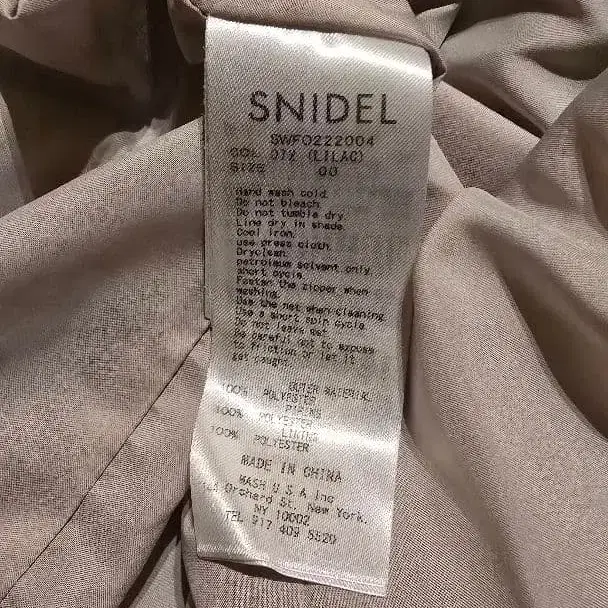 SNIDEL
SWFO222004
COL 072 (LILAC)
SIZE 00
Hand wash cold.
Do not bleach.
Do not tumble dry.
Line dry in shade.
Cool iron.
use press cloth.
Dryclean.
petroleum solvent only.
short cycle.
Fasten the zipper when
washing.
Use the net when cleaning
Use a short spin cycle
Do not leave wet
Be careful not to expose
to friction or let it
get caught.
OUTER MATERIAL
100% POLYESTER
PIPING
100% POLYESTER
LINING
100% POLYESTER
MADE IN CHINA
MASH U S A Inc
Orchard St. New York.
NY 10002
TEL 917 409 5520